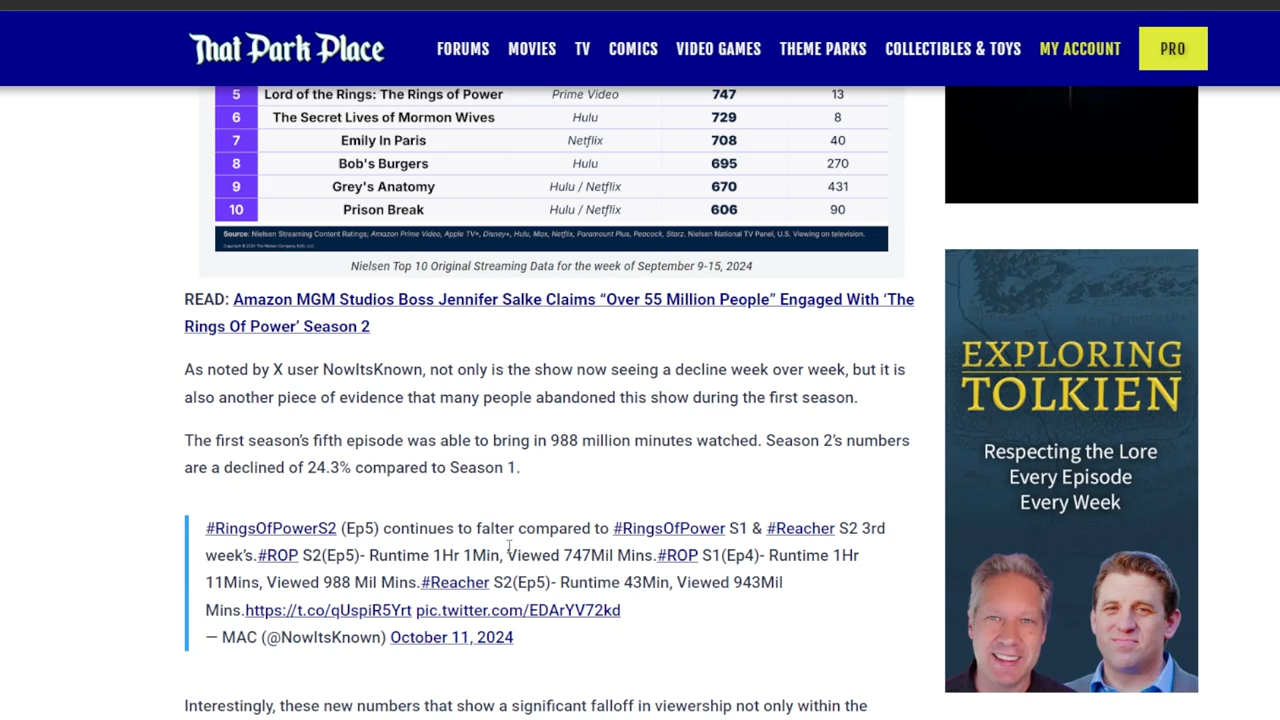 That Park Place
FORUMS MOVIES TV COMICS VIDEO GAMES THEME PARKS COLLECTIBLES & TOYS MY ACCOUNT PRO
5 Lord of the Rings: The Rings of Power Prime Video 747 13
6 The Secret Lives of Mormon Wives Hulu 729 8
7 Emily In Paris Netflix 708 40
8 Bob's Burgers Hulu 695 270
9 Grey's Anatomy Hulu / Netflix 670 431
10 Prison Break Hulu / Netflix 606 90
Source: Nielsen Streaming Content Ratings; Amazon Prime Video, Apple TV+, Disney+, Hulu, Max, Netflix, Paramount Plus, Peacock, Starz. Nielsen National TV Panel, U.S. Viewing on television.
Nielsen Top 10 Original Streaming Data for the week of September 9-15, 2024
READ: Amazon MGM Studios Boss Jennifer Salke Claims “Over 55 Million People” Engaged With ‘The
Rings Of Power’ Season 2
As noted by X user NowItsKnown, not only is the show now seeing a decline week over week, but it is
also another piece of evidence that many people abandoned this show during the first season.
The first season’s fifth episode was able to bring in 988 million minutes watched. Season 2’s numbers
are a declined of 24.3% compared to Season 1.
#RingsOfPowerS2 (Ep5) continues to falter compared to #RingsOfPower S1 & #Reacher S2 3rd
week’s.#ROP S2(Ep5)- Runtime 1Hr 1Min, Viewed 747Mil Mins.#ROP S1(Ep4)- Runtime 1Hr
11Mins, Viewed 988 Mil Mins.#Reacher S2(Ep5)- Runtime 43Min, Viewed 943Mil
Mins.https://t.co/qUspiR5Yrt pic.twitter.com/EDArYV72kd
— MAC (@NowItsKnown) October 11, 2024
Interestingly, these new numbers that show a significant falloff in viewership not only within the
EXPLORING
TOLKIEN
Respecting the Lore
Every Episode
Every Week